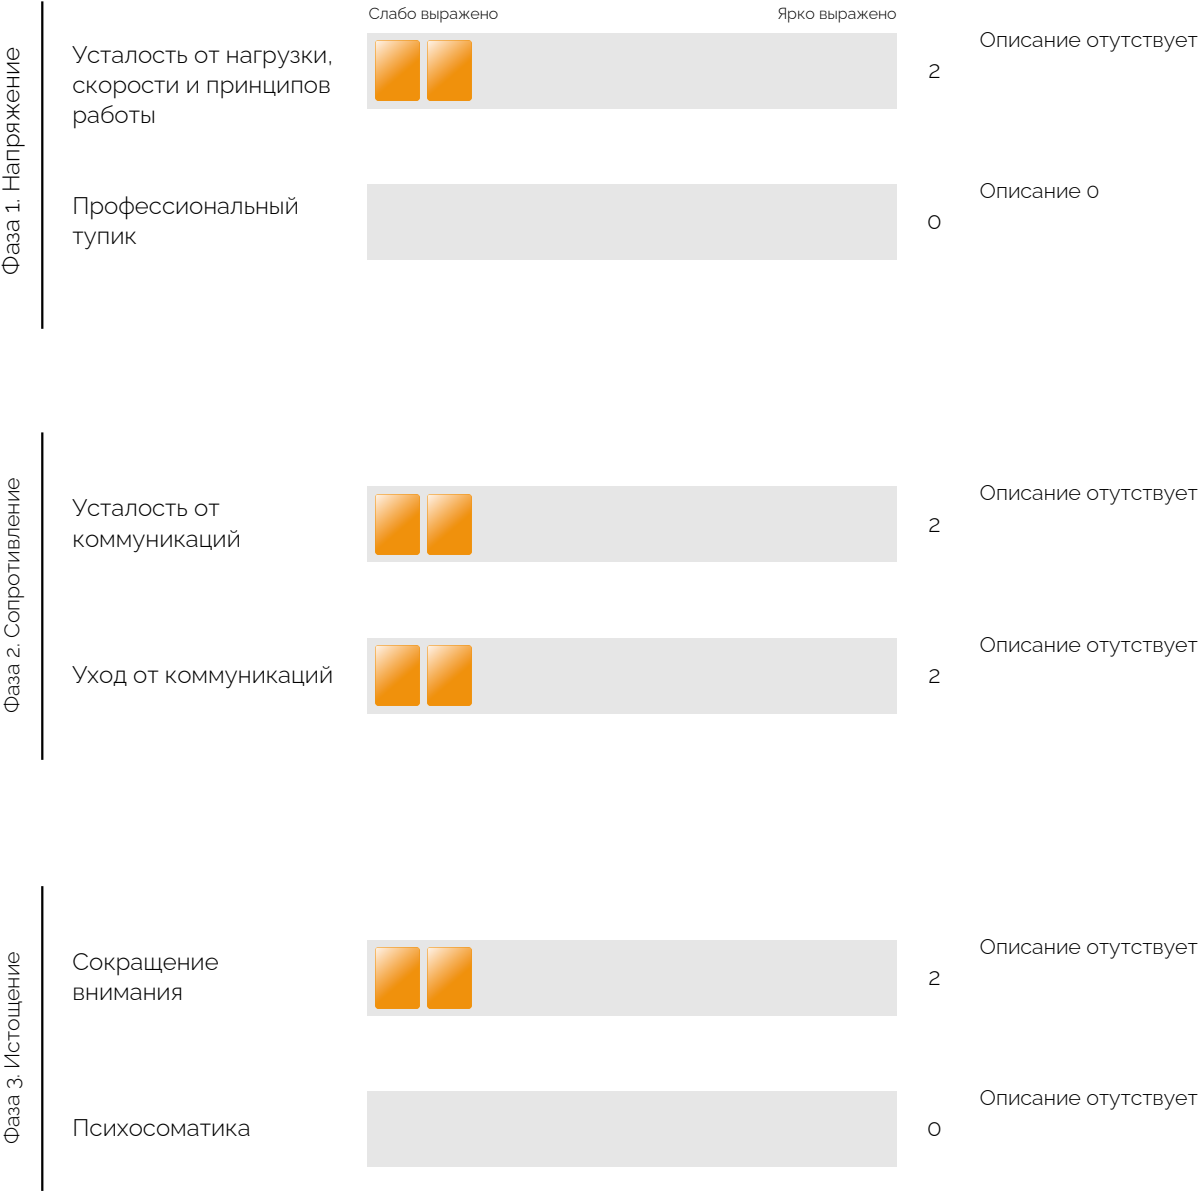 Слабо выражено
Ярко выражено
Фаза 1. Напряжение
Усталость от нагрузки,
скорости и принципов
работы
2
Описание отутствует
Профессиональный
тупик
0
Описание 0
Фаза 2. Сопротивление
Усталость от
коммуникаций
2
Описание отутствует
Уход от коммуникаций
2
Описание отутствует
Фаза 3. Истощение
Сокращение
внимания
2
Описание отутствует
Психосоматика
0
Описание отутствует